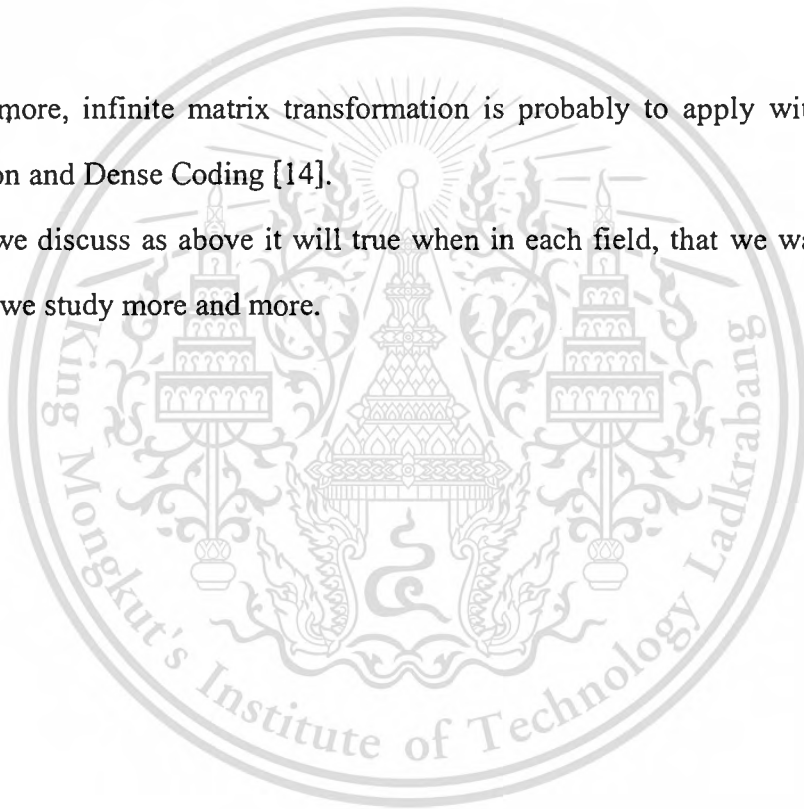 more, infinite matrix transformation is probably to apply wit
on and Dense Coding [14].
we discuss as above it will true when in each field, that we wa
we study more and more.
King Mongkut's Institute of Technology Ladkrabang